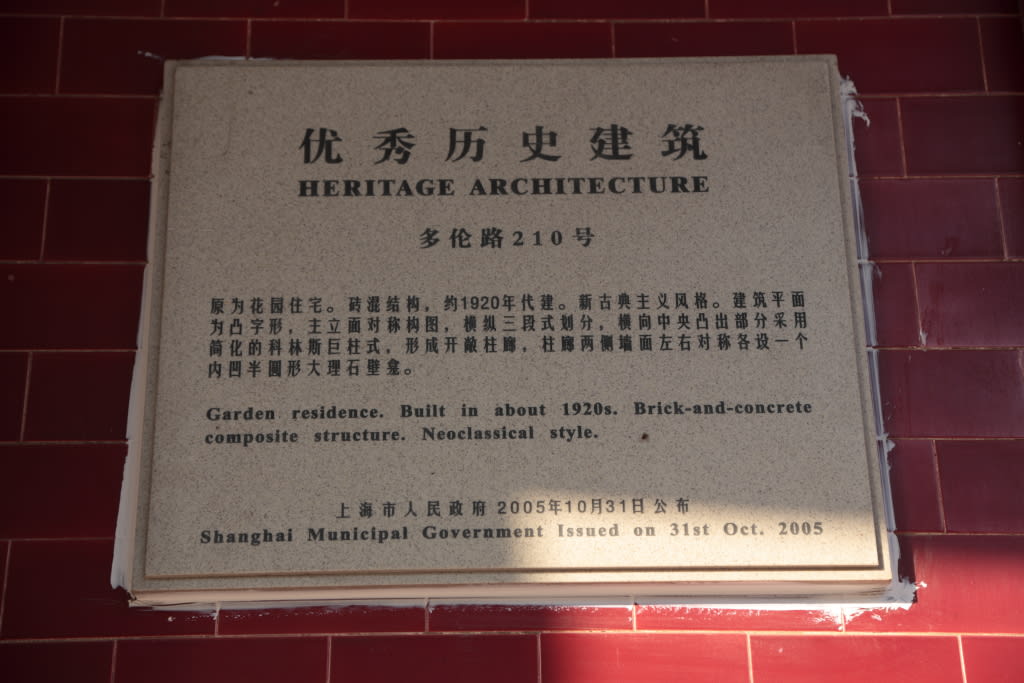 优秀历史建筑
HERITAGE ARCHITECTURE
多伦路210号
原为花园住宅。砖混结构，约1920年代建。新古典主义风格。建筑平面
为凸字形，主立面对称构图，横纵三段式划分，横向中央凸出部分采用
简化的科林斯巨柱式，形成开敞柱廊，柱廊两侧墙面左右对称各设一个
内凹半圆形大理石壁龛。
Garden residence. Built in about 1920s. Brick-and-concrete
composite structure. Neoclassical style.
上海市人民政府 2005年10月31日公布
Shanghai Municipal Government Issued on 31st Oct. 2005